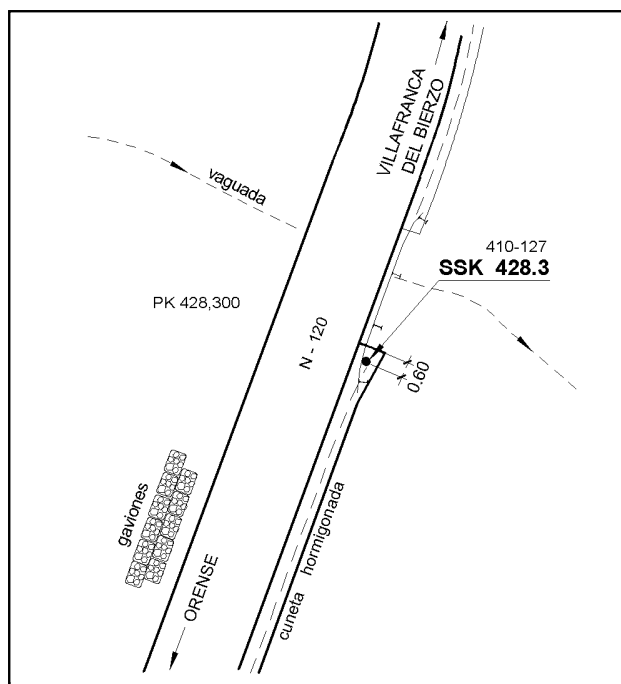 VILLAFRANCA
DEL BIERZO
vaguada
410-127
SSK 428.3
PK 428,300
N - 120
0.60
gaviones
cuneta hormigonada
ORENSE